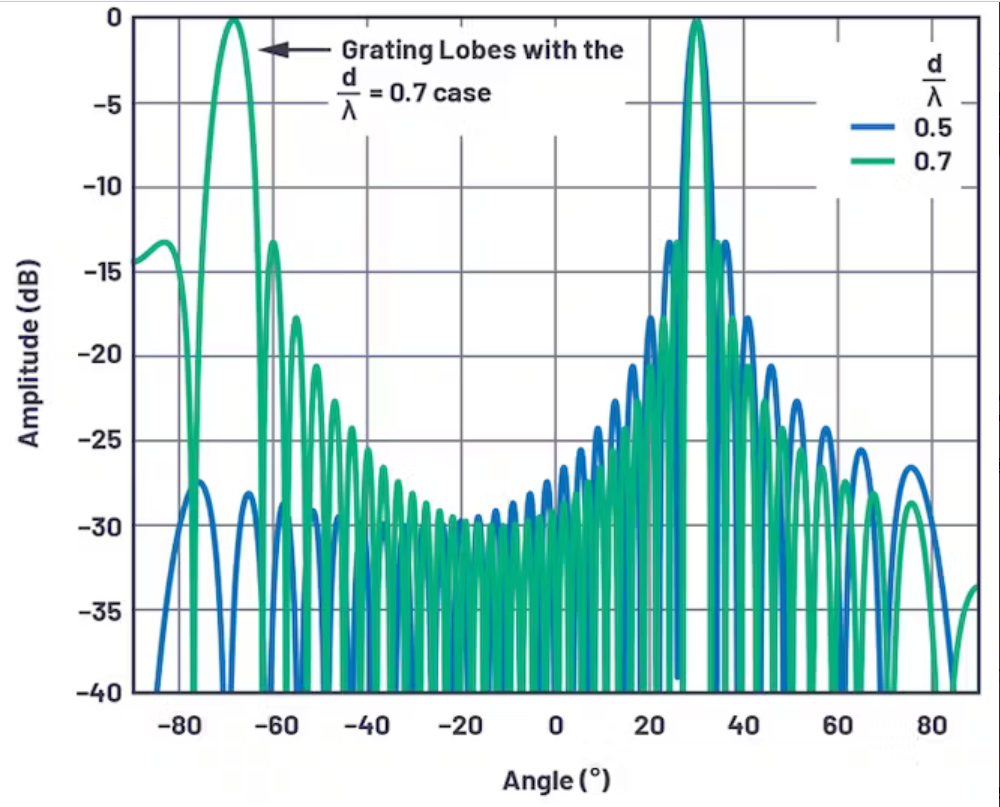 0
Grating Lobes with the
d
λ
= 0.7 case
d
λ
0.5
0.7
−5
−10
−15
−20
−25
−30
−35
−40
Amplitude (dB)
−80 −60 −40 −20 0 20 40 60 80
Angle (°)